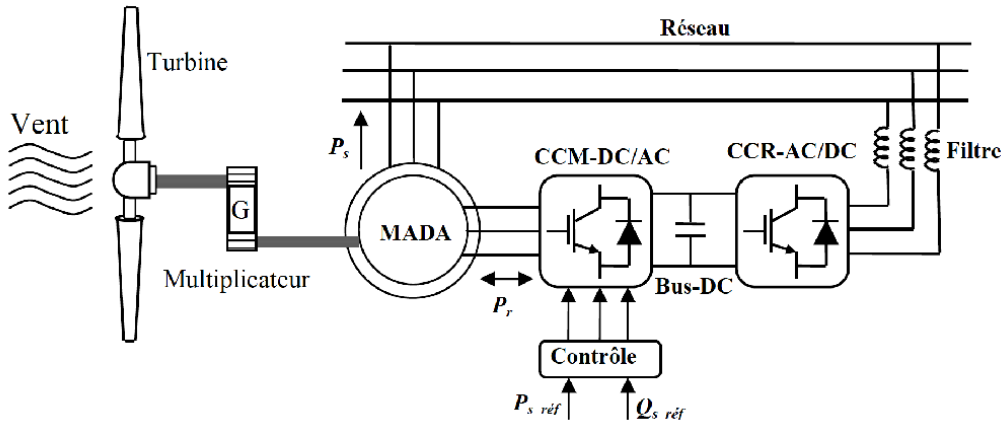 Réseau
Turbine
Vent
P_s
CCM-DC/AC
CCR-AC/DC
Filtre
G
MADA
Multiplicateur
P_r
Bus-DC
Contrôle
P_s réf
Q_s réf